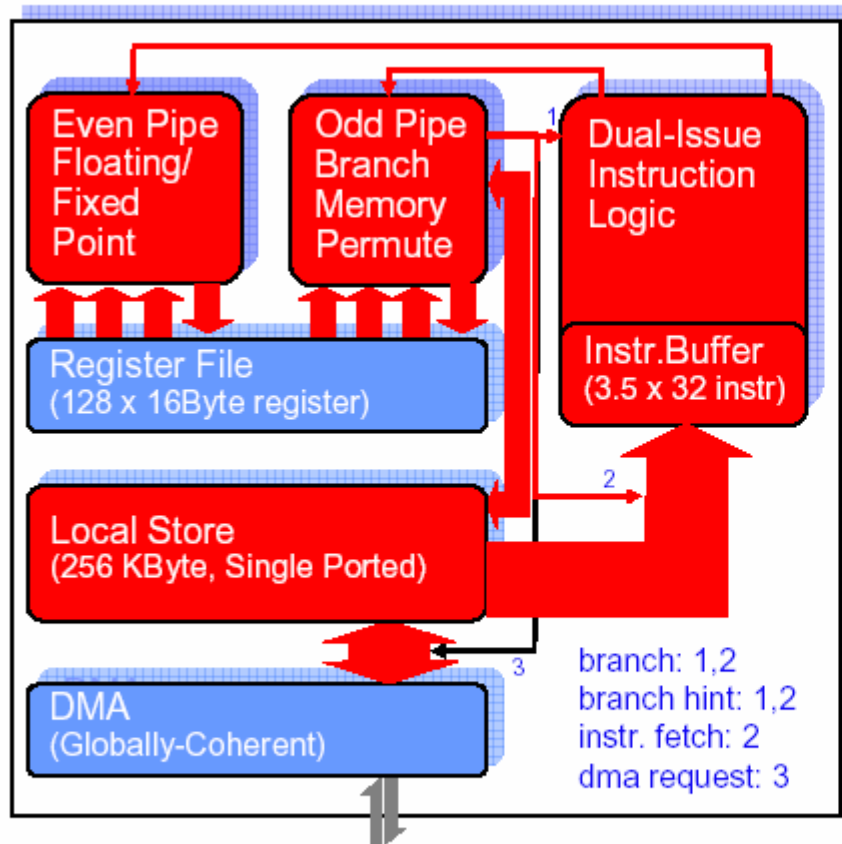 Even Pipe
Floating/
Fixed
Point
Odd Pipe
Branch
Memory
Permute
1
Dual-Issue
Instruction
Logic
Instr.Buffer
(3.5 x 32 instr)
Register File
(128 x 16Byte register)
2
Local Store
(256 KByte, Single Ported)
3
DMA
(Globally-Coherent)
branch: 1,2
branch hint: 1,2
instr. fetch: 2
dma request: 3